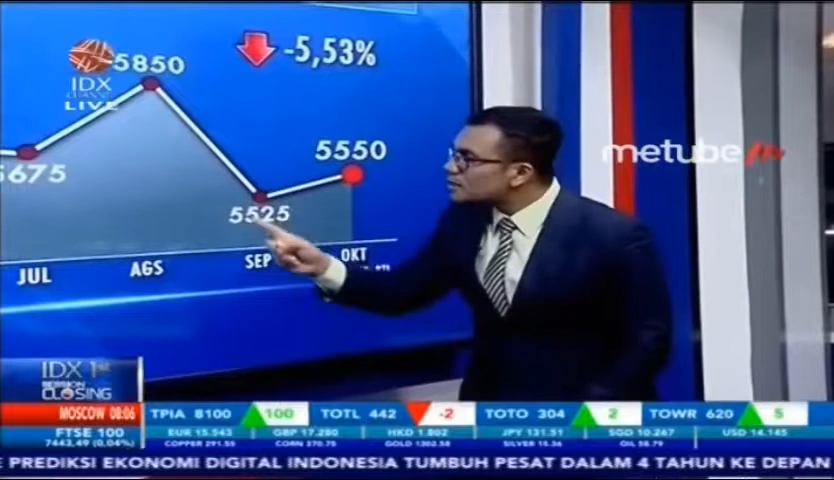 5850
-5,53%
IDX
CHANNEL
LIVE
5550
metube
5675
5525
JUL
AGS
SEP
OKT
IDX 1ST
SESSION
CLOSING
MOSCOW 08:06
TPIA 8100 100
TOTL 442 -2
TOTO 304 2
TOWR 620 5
FTSE 100
EUR 15.543
GBP 17.280
HKD 1.802
JPY 131.51
SGD 10.267
USD 14.145
7443.49 (0.04%)
COPPER 291.55
CORN 370.75
GOLD 1302.58
SILVER 15.36
OIL 58.79
PREDIKSI EKONOMI DIGITAL INDONESIA TUMBUH PESAT DALAM 4 TAHUN KE DEPAN